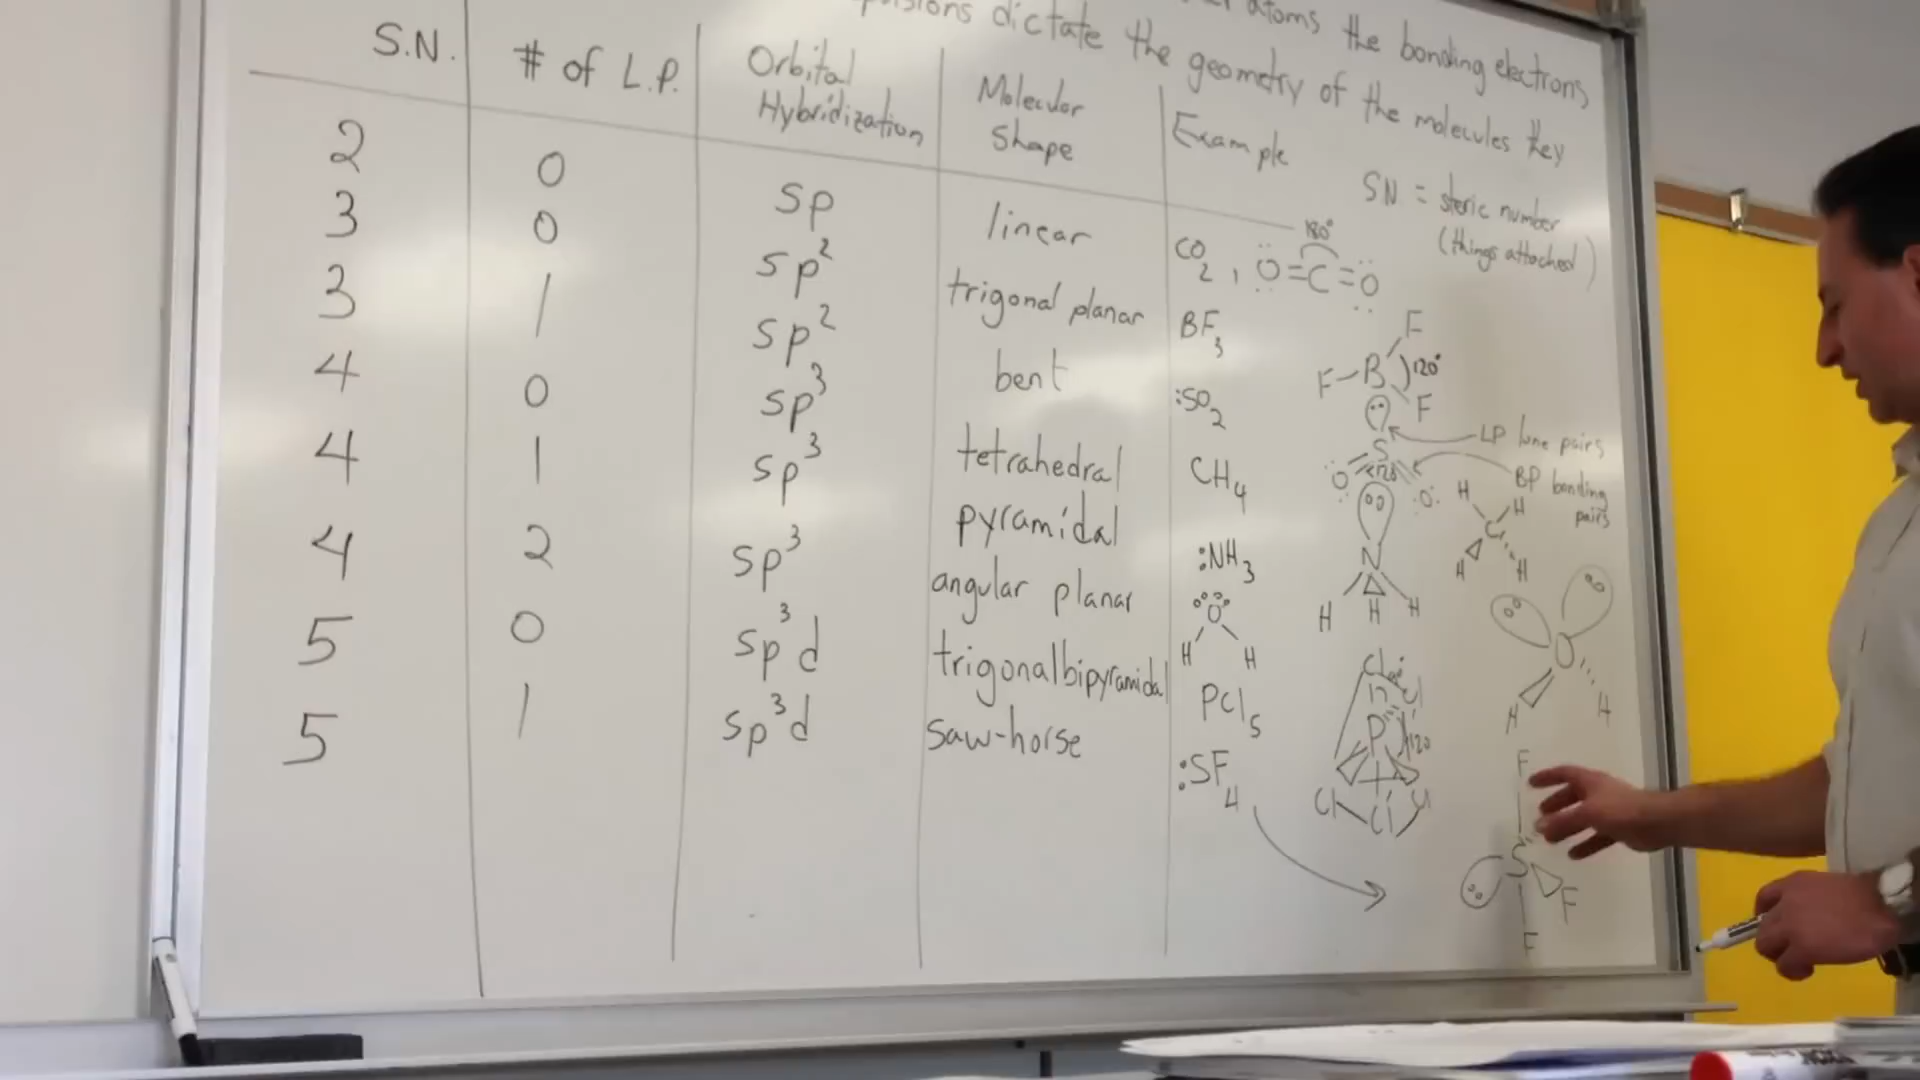 atoms the bonding electrons
dictate the geometry of the molecules they
S.N. # of L.P. Orbital Hybridization Molecular Shape Example
SN = steric number
(things attached)
2 0 sp linear CO2, O=C=O 180°
3 0 sp2 trigonal planar BF3
F
F-B 120°
F
3 1 sp2 bent :SO2
LP lone pairs
S
O 120 O
BP bonding pairs
4 0 sp3 tetrahedral CH4
H H
C
H H
4 1 sp3 pyramidal :NH3
N
H H H
4 2 sp3 angular planar O
H H
O
H H
5 0 sp3d trigonalbipyramidal PCl5
Cl Cl
P 120
Cl Cl Cl
5 1 sp3d saw-horse :SF4
F
S
F
F